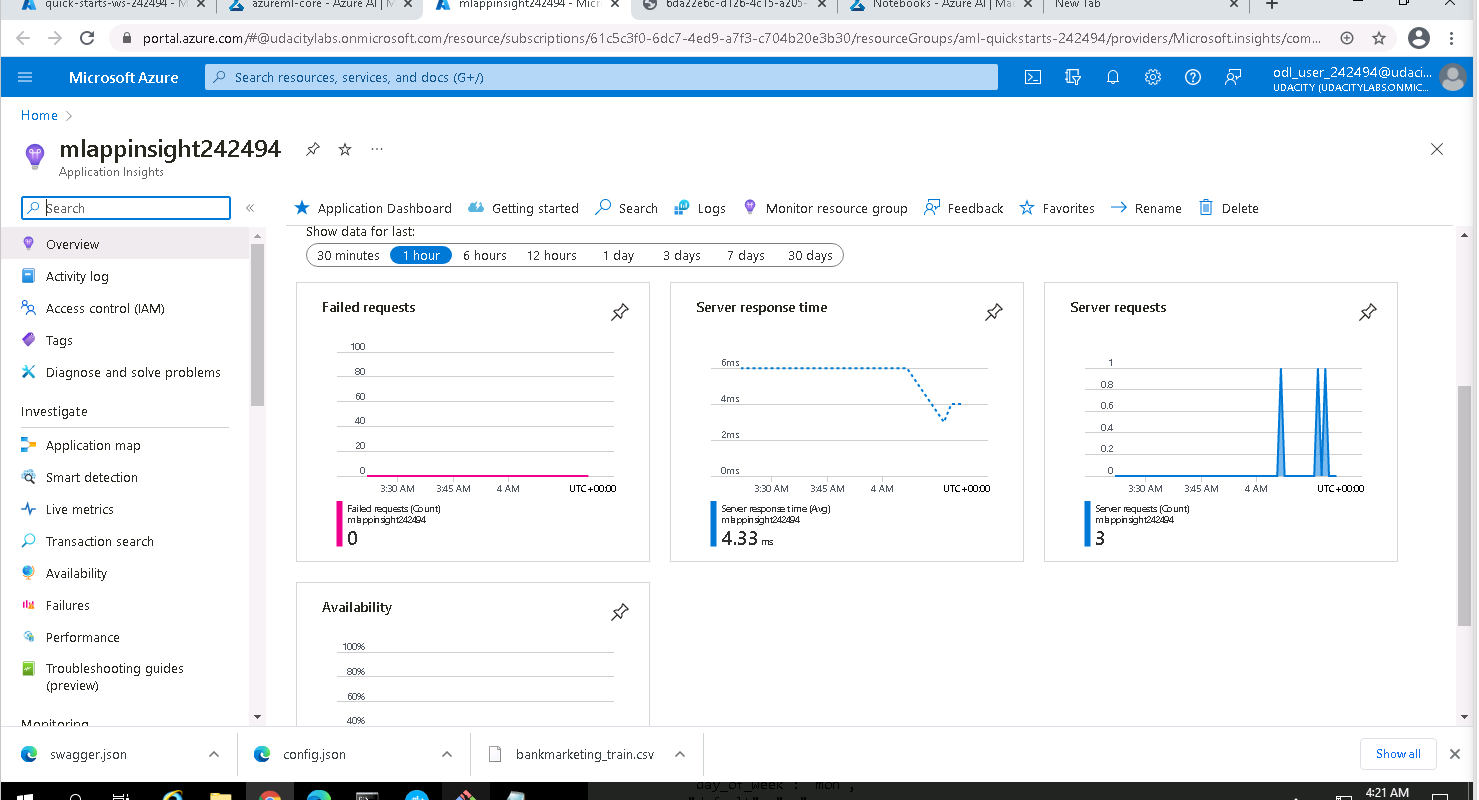 quick-starts-ws-242494 - M
azureml-core - Azure AI | M
mlappinsight242494 - Micr
bda22e6c-d126-4c15-a205-
Notebooks - Azure AI | Mac
New Tab
portal.azure.com/#@udacitylabs.onmicrosoft.com/resource/subscriptions/61c5c3f0-6dc7-4ed9-a7f3-c704b20e3b30/resourceGroups/aml-quickstarts-242494/providers/Microsoft.insights/com...
Microsoft Azure
Search resources, services, and docs (G+/)
odl_user_242494@udaci...
UDACITY (UDACITYLABS.ONMIC...
Home
mlappinsight242494
...
Application Insights
Search
Application Dashboard
Getting started
Search
Logs
Monitor resource group
Feedback
Favorites
Rename
Delete
Overview
Activity log
Access control (IAM)
Tags
Diagnose and solve problems
Investigate
Application map
Smart detection
Live metrics
Transaction search
Availability
Failures
Performance
Troubleshooting guides
(preview)
Monitoring
Show data for last:
30 minutes
1 hour
6 hours
12 hours
1 day
3 days
7 days
30 days
Failed requests
100
80
60
40
20
0
3:30 AM
3:45 AM
4 AM
UTC+00:00
Failed requests (Count)
mlappinsight242494
0
Server response time
6ms
4ms
2ms
0ms
3:30 AM
3:45 AM
4 AM
UTC+00:00
Server response time (Avg)
mlappinsight242494
4.33 ms
Server requests
1
0.8
0.6
0.4
0.2
0
3:30 AM
3:45 AM
4 AM
UTC+00:00
Server requests (Count)
mlappinsight242494
3
Availability
100%
80%
60%
40%
swagger.json
config.json
bankmarketing_train.csv
Show all
"day_of_week": "mon",
4:21 AM